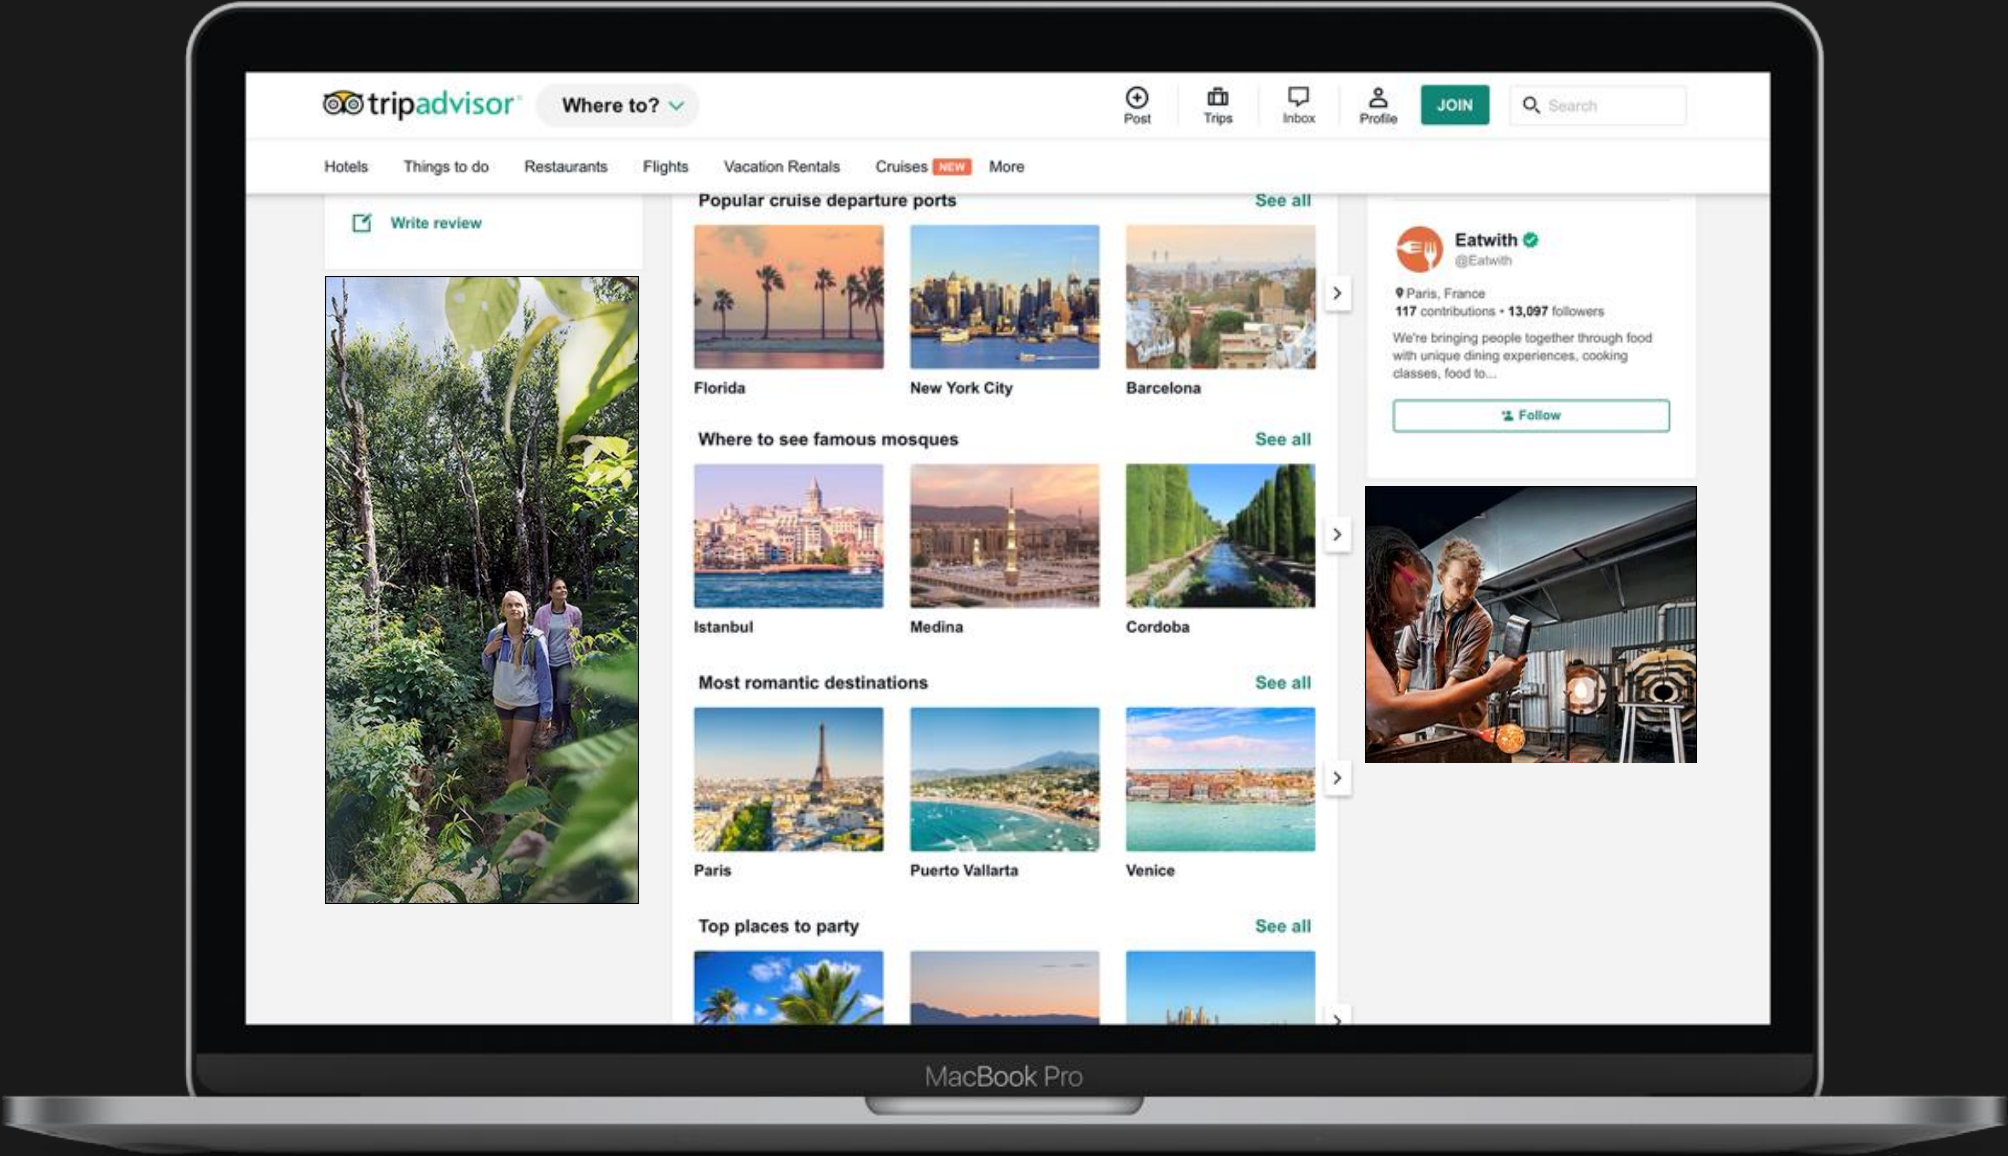 tripadvisor
Where to?
Post
Trips
Inbox
Profile
JOIN
Search
Hotels
Things to do
Restaurants
Flights
Vacation Rentals
Cruises NEW
More
Write review
Popular cruise departure ports
See all
Florida
New York City
Barcelona
Where to see famous mosques
See all
Istanbul
Medina
Cordoba
Most romantic destinations
See all
Paris
Puerto Vallarta
Venice
Top places to party
See all
Eatwith
@Eatwith
Paris, France
117 contributions • 13,097 followers
We're bringing people together through food
with unique dining experiences, cooking
classes, food to...
Follow
MacBook Pro